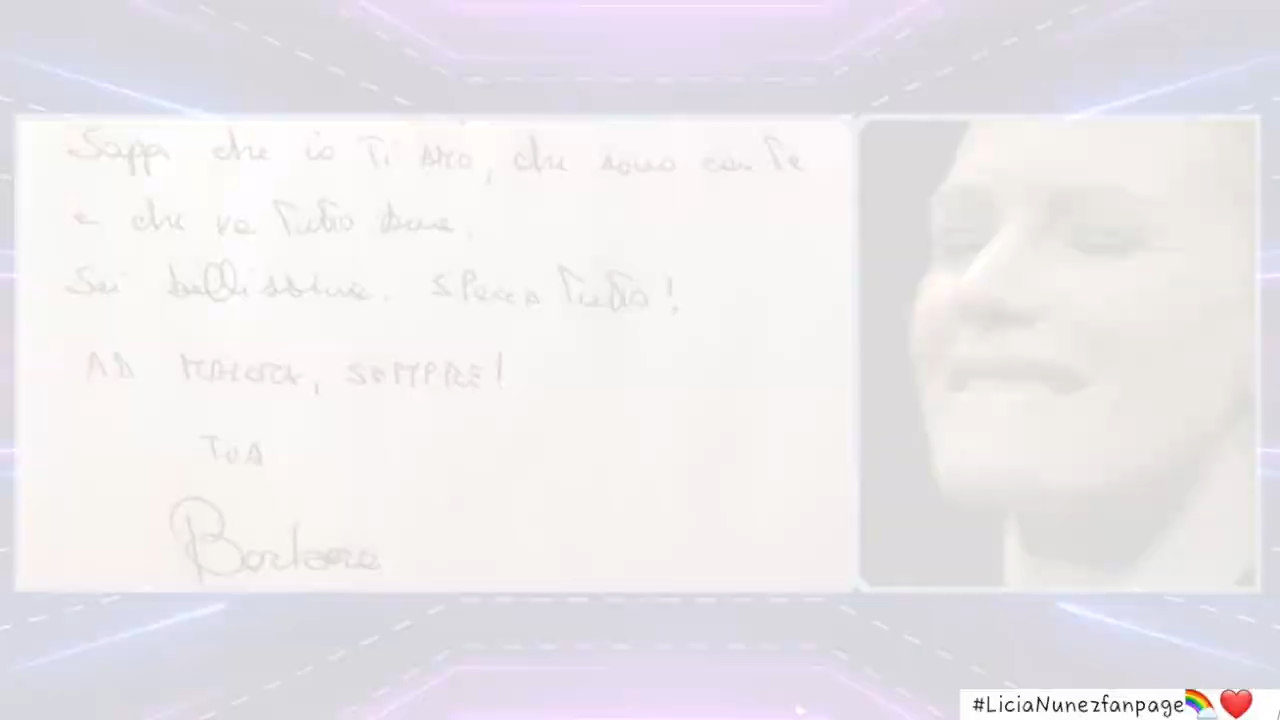 Sappi che io Ti amo, che sono con Te
e che va Tutto bene.
Sei bellissima. SPACCA Tutto!
AD MAIORA, SEMPRE!
TUA
Barbara
#LiciaNunezfanpage🌈❤️